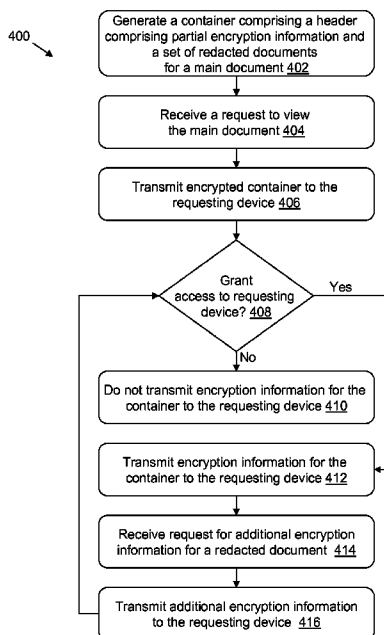 400
Generate a container comprising a header
comprising partial encryption information and
a set of redacted documents
for a main document 402
Receive a request to view
the main document 404
Transmit encrypted container to the
requesting device 406
Grant
access to requesting
device? 408
Yes
No
Do not transmit encryption information for the
container to the requesting device 410
Transmit encryption information for the
container to the requesting device 412
Receive request for additional encryption
information for a redacted document 414
Transmit additional encryption information
to the requesting device 416